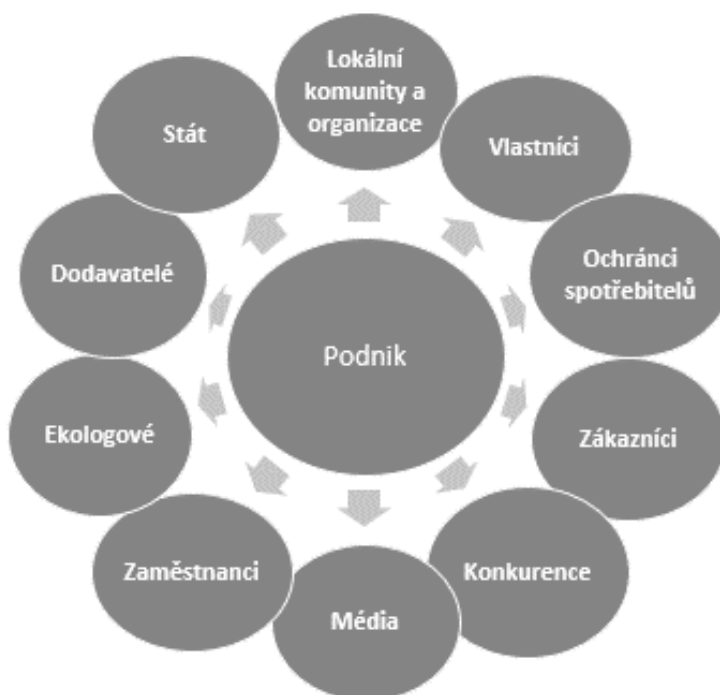 Lokální
komunity a
organizace
Vlastníci
Ochránci
spotřebitelů
Zákazníci
Konkurence
Média
Zaměstnanci
Ekologové
Dodavatelé
Stát
Podnik